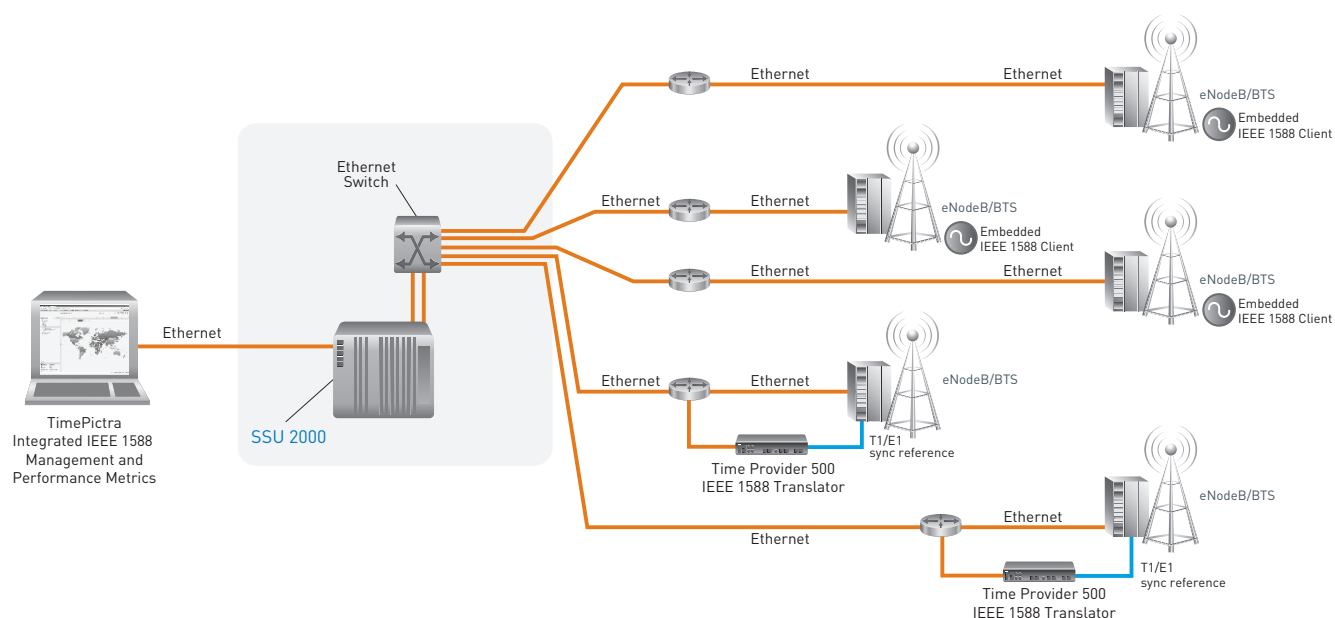 Ethernet
Ethernet
eNodeB/BTS
Embedded
IEEE 1588 Client
Ethernet
Switch
Ethernet
Ethernet
eNodeB/BTS
Embedded
IEEE 1588 Client
Ethernet
Ethernet
eNodeB/BTS
Embedded
IEEE 1588 Client
Ethernet
TimePictra
Integrated IEEE 1588
Management and
Performance Metrics
SSU 2000
Ethernet
Ethernet
eNodeB/BTS
T1/E1
sync reference
Time Provider 500
IEEE 1588 Translator
Ethernet
Ethernet
eNodeB/BTS
T1/E1
sync reference
Time Provider 500
IEEE 1588 Translator